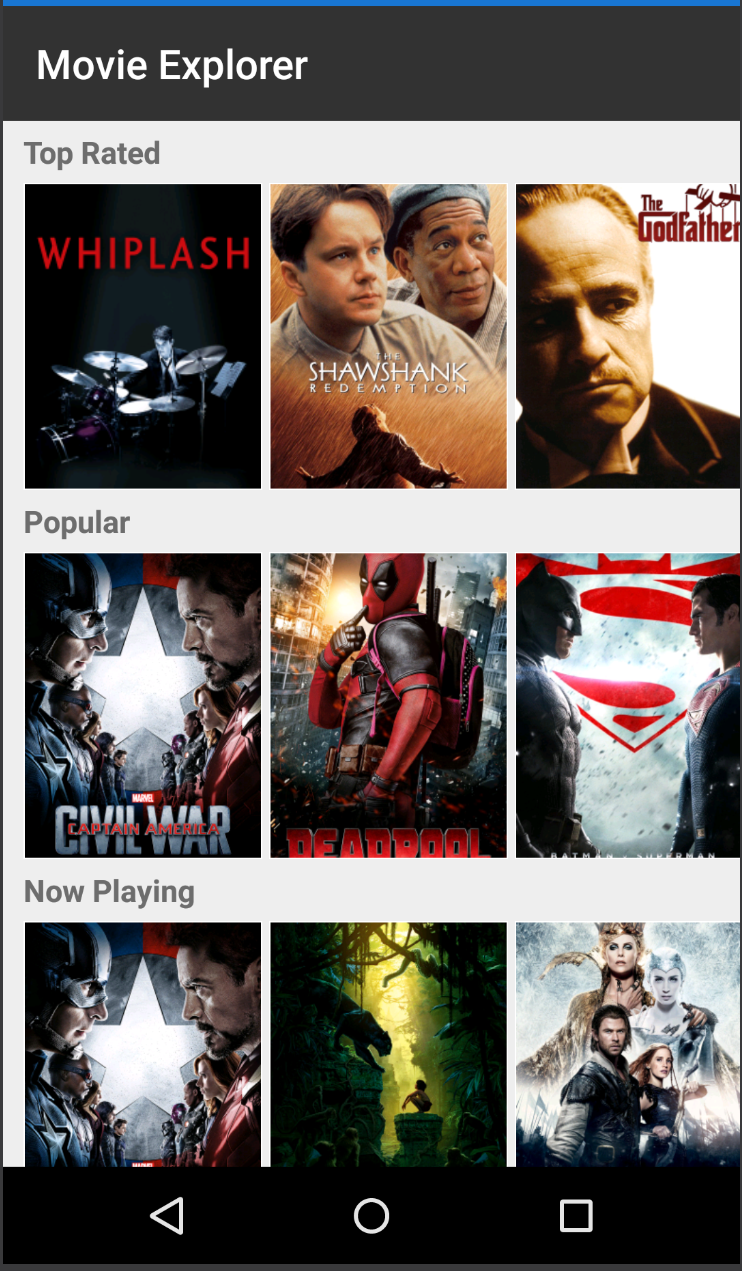 Movie Explorer
Top Rated
WHIPLASH
THE
SHAWSHANK
REDEMPTION
The
Godfather
Popular
MARVEL
CIVIL WAR
CAPTAIN AMERICA
DEADPOOL
BATMAN v SUPERMAN
Now Playing
MARVEL